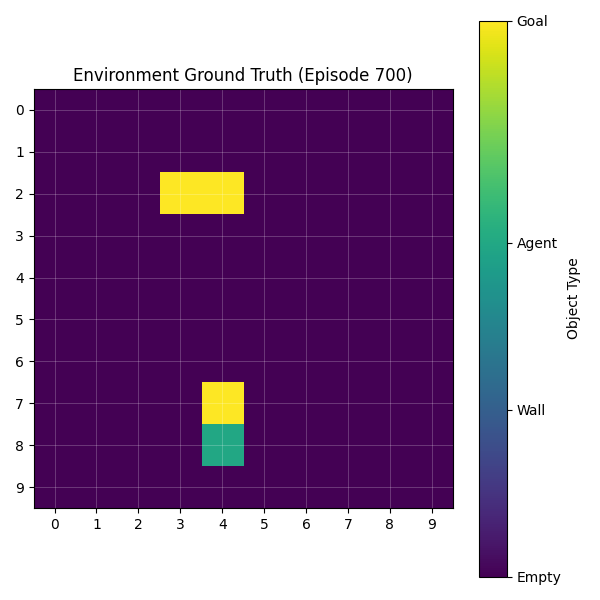 Environment Ground Truth (Episode 700)
0
1
2
3
4
5
6
7
8
9
0 1 2 3 4 5 6 7 8 9
Goal
Agent
Wall
Empty
Object Type